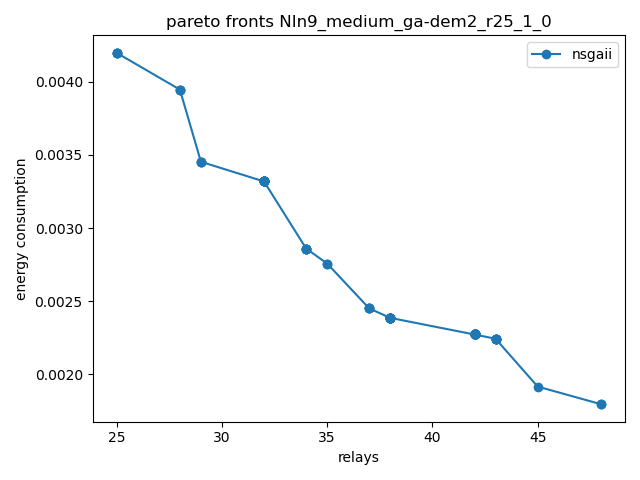 pareto fronts NIn9_medium_ga-dem2_r25_1_0
nsgaii
energy consumption
0.0040
0.0035
0.0030
0.0025
0.0020
25 30 35 40 45
relays